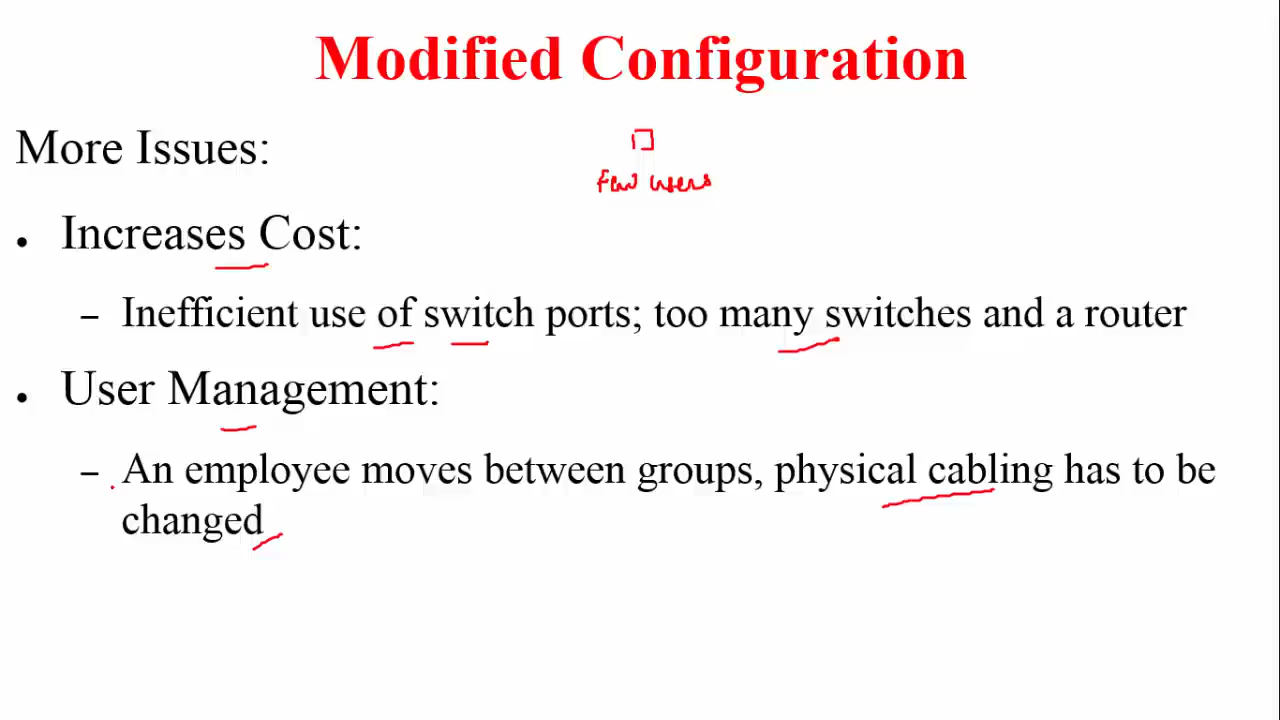 Modified Configuration
More Issues:
few users
• Increases Cost:
– Inefficient use of switch ports; too many switches and a router
• User Management:
– An employee moves between groups, physical cabling has to be
changed